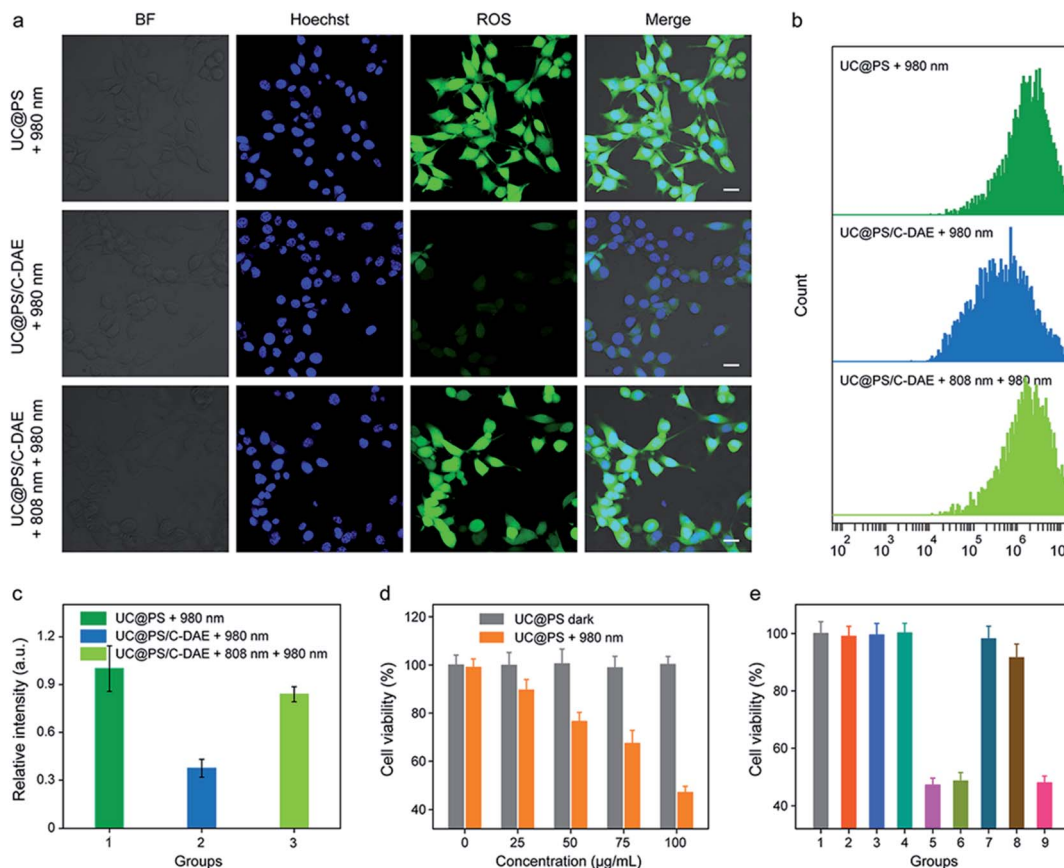 a
BF
Hoechst
ROS
Merge
UC@PS
+ 980 nm
UC@PS/C-DAE
+ 980 nm
UC@PS/C-DAE
+ 808 nm + 980 nm
b
UC@PS + 980 nm
UC@PS/C-DAE + 980 nm
UC@PS/C-DAE + 808 nm + 980 nm
Count
10² 10³ 10⁴ 10⁵ 10⁶
c
UC@PS + 980 nm
UC@PS/C-DAE + 980 nm
UC@PS/C-DAE + 808 nm + 980 nm
Relative intensity (a.u.)
1.2
0.9
0.6
0.3
0
1 2 3
Groups
d
UC@PS dark
UC@PS + 980 nm
Cell viability (%)
120
100
80
60
40
0 25 50 75 100
Concentration (µg/mL)
e
Cell viability (%)
100
80
60
40
1 2 3 4 5 6 7 8 9
Groups